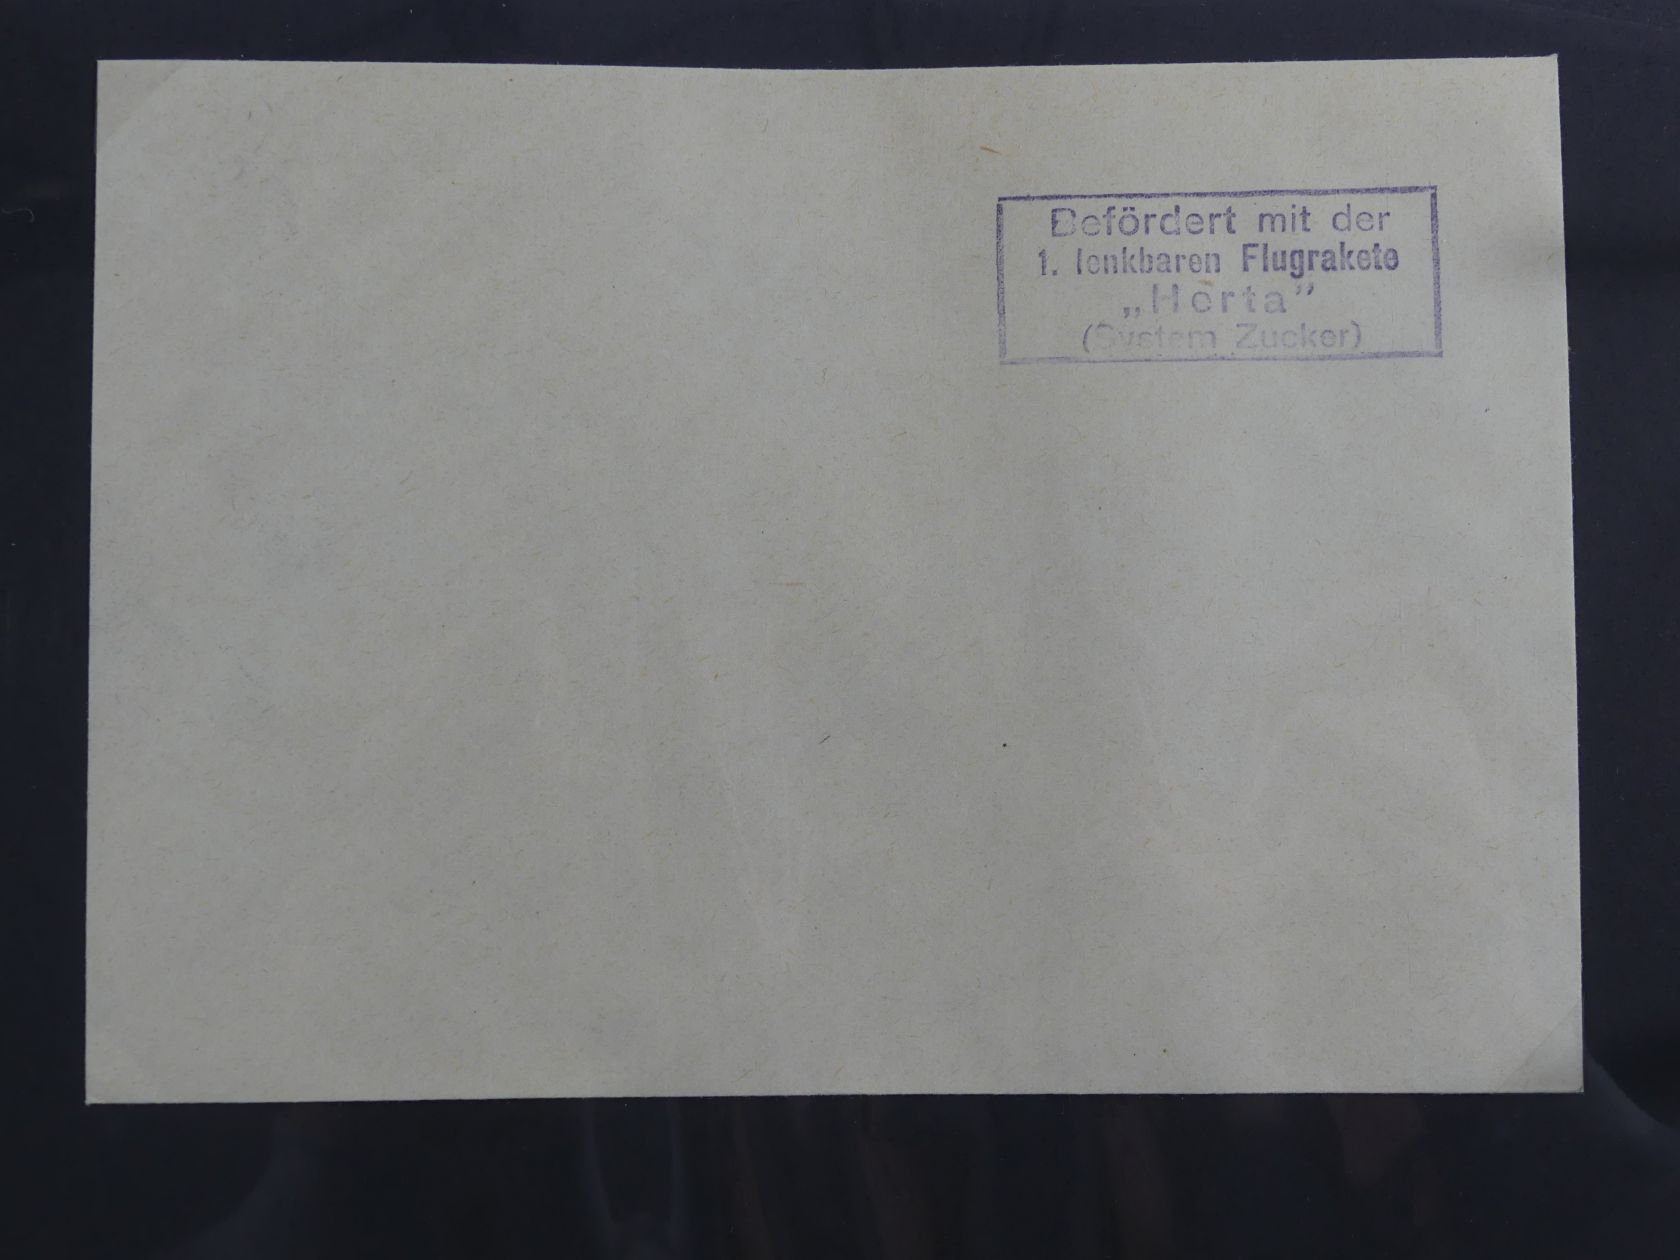 Befördert mit der
1. lenkbaren Flugrakete
„Herta”
(System Zucker)